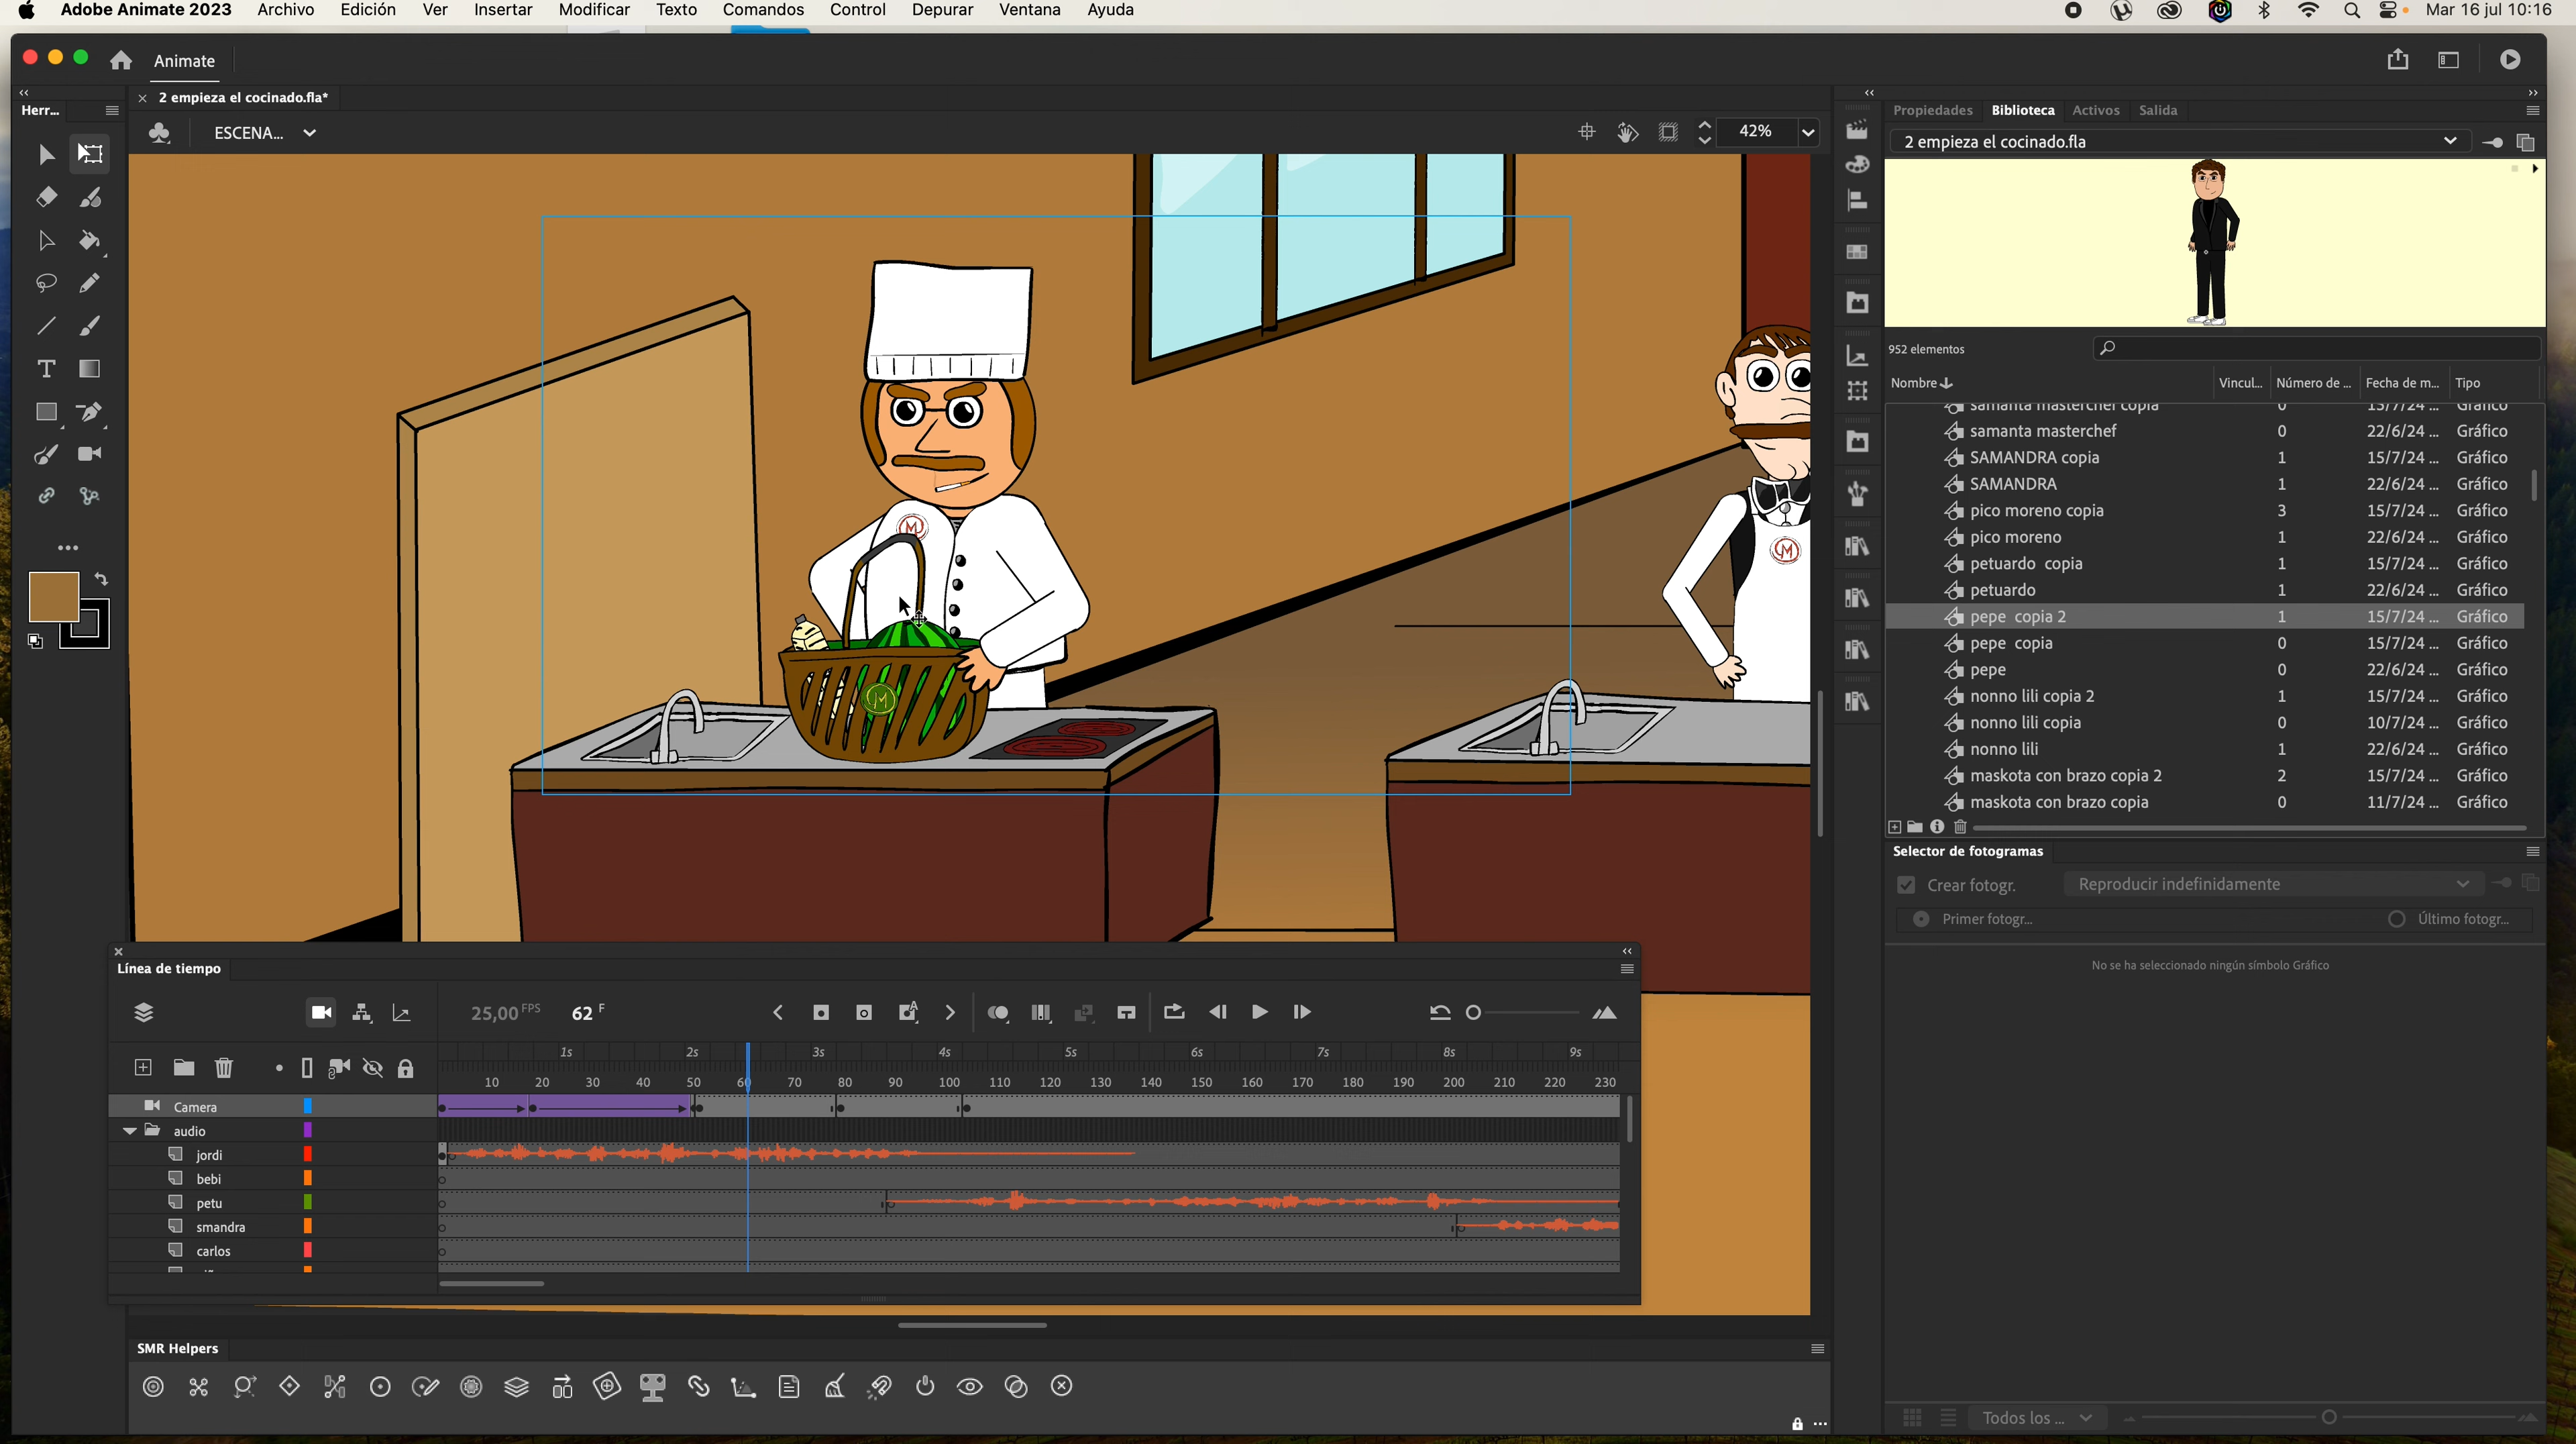 Adobe Animate 2023 Archivo Edición Ver Insertar Modificar Texto Comandos Control Depurar Ventana Ayuda Mar 16 jul 10:16
Animate
Herr...
2 empieza el cocinado.fla*
ESCENA...
42%
Propiedades Biblioteca Activos Salida
2 empieza el cocinado.fla
952 elementos
Nombre Vincul... Número de ... Fecha de m... Tipo
samanta masterchef copia 0 15/7/24 ... Gráfico
samanta masterchef 0 22/6/24 ... Gráfico
SAMANDRA copia 1 15/7/24 ... Gráfico
SAMANDRA 1 22/6/24 ... Gráfico
pico moreno copia 3 15/7/24 ... Gráfico
pico moreno 1 22/6/24 ... Gráfico
petuardo copia 1 15/7/24 ... Gráfico
petuardo 1 22/6/24 ... Gráfico
pepe copia 2 1 15/7/24 ... Gráfico
pepe copia 0 15/7/24 ... Gráfico
pepe 0 22/6/24 ... Gráfico
nonno lili copia 2 1 15/7/24 ... Gráfico
nonno lili copia 0 10/7/24 ... Gráfico
nonno lili 1 22/6/24 ... Gráfico
maskota con brazo copia 2 2 15/7/24 ... Gráfico
maskota con brazo copia 0 11/7/24 ... Gráfico
Selector de fotogramas
Crear fotogr. Reproducir indefinidamente
Primer fotogr... Último fotogr...
No se ha seleccionado ningún símbolo Gráfico
Todos los ...
M
M
M
Línea de tiempo
25,00 FPS 62 F
1s 2s 3s 4s 5s 6s 7s 8s 9s
10 20 30 40 50 60 70 80 90 100 110 120 130 140 150 160 170 180 190 200 210 220 230
Camera
audio
jordi
bebi
petu
smandra
carlos
SMR Helpers